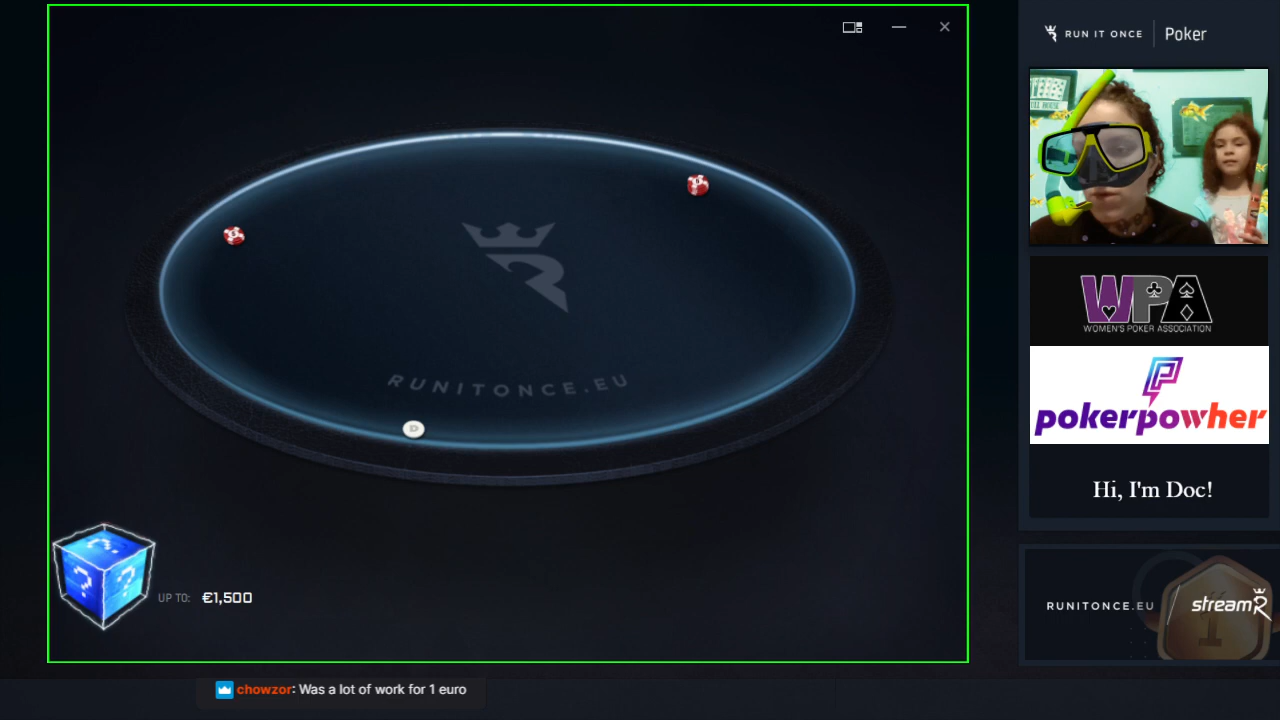 RUN IT ONCE
Poker
WPA
WOMEN'S POKER ASSOCIATION
pokerpowher
Hi, I'm Doc!
RUNITONCE.EU
D
? ? ?
UP TO: €1,500
RUNITONCE.EU
streamR
1
chowzor: Was a lot of work for 1 euro